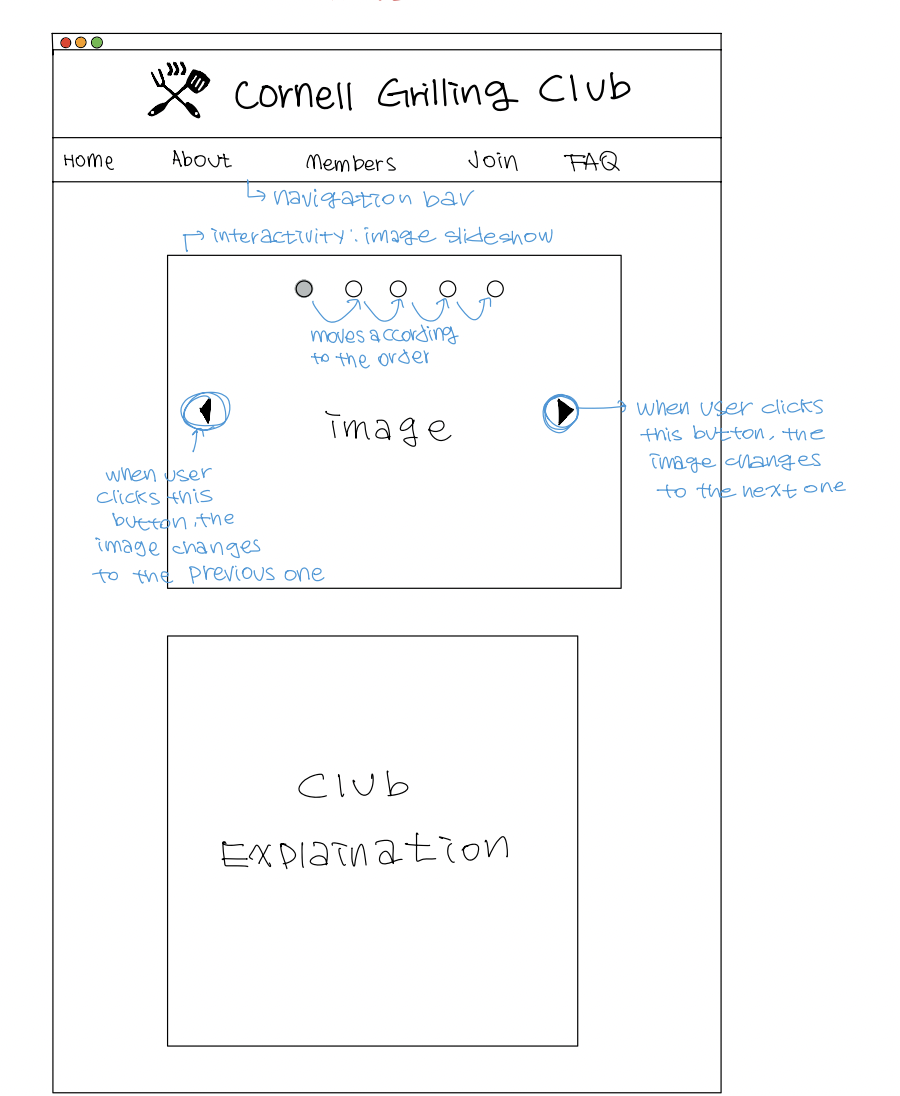 Cornell Grilling Club
Home About Members Join FAQ
navigation bar
interactivity: image slideshow
moves according
to the order
image
when user clicks
this button, the
image changes
to the next one
when user
clicks this
button, the
image changes
to the previous one
Club
Explaination